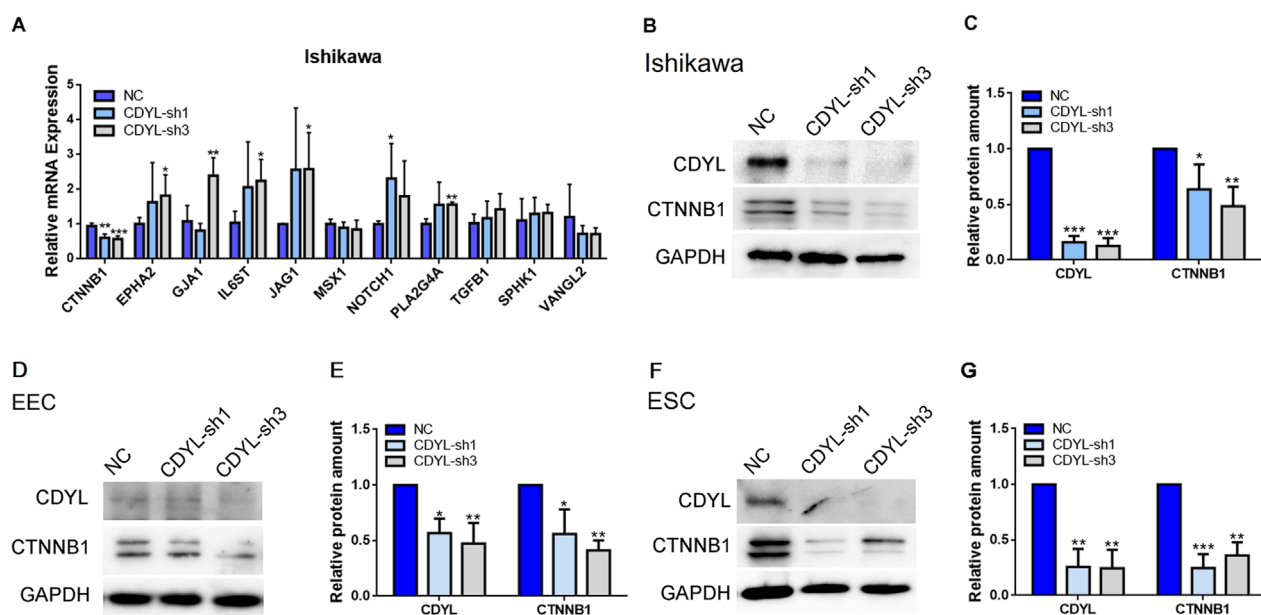 A
Ishikawa
Relative mRNA Expression
5
4
3
2
1
0
NC
CDYL-sh1
CDYL-sh3
** *** * ** * * * **
CTNNB1 EPHA2 GJA1 IL6ST JAG1 MSX1 NOTCH1 PLA2G4A TGFB1 SPHK1 VANGL2
B
Ishikawa
NC CDYL-sh1 CDYL-sh3
CDYL
CTNNB1
GAPDH
C
Relative protein amount
1.5
1.0
0.5
0.0
NC
CDYL-sh1
CDYL-sh3
*** *** * **
CDYL CTNNB1
D
EEC
NC CDYL-sh1 CDYL-sh3
CDYL
CTNNB1
GAPDH
E
Relative protein amount
1.5
1.0
0.5
0.0
NC
CDYL-sh1
CDYL-sh3
* ** * **
CDYL CTNNB1
F
ESC
NC CDYL-sh1 CDYL-sh3
CDYL
CTNNB1
GAPDH
G
Relative protein amount
1.5
1.0
0.5
0.0
NC
CDYL-sh1
CDYL-sh3
** ** *** **
CDYL CTNNB1